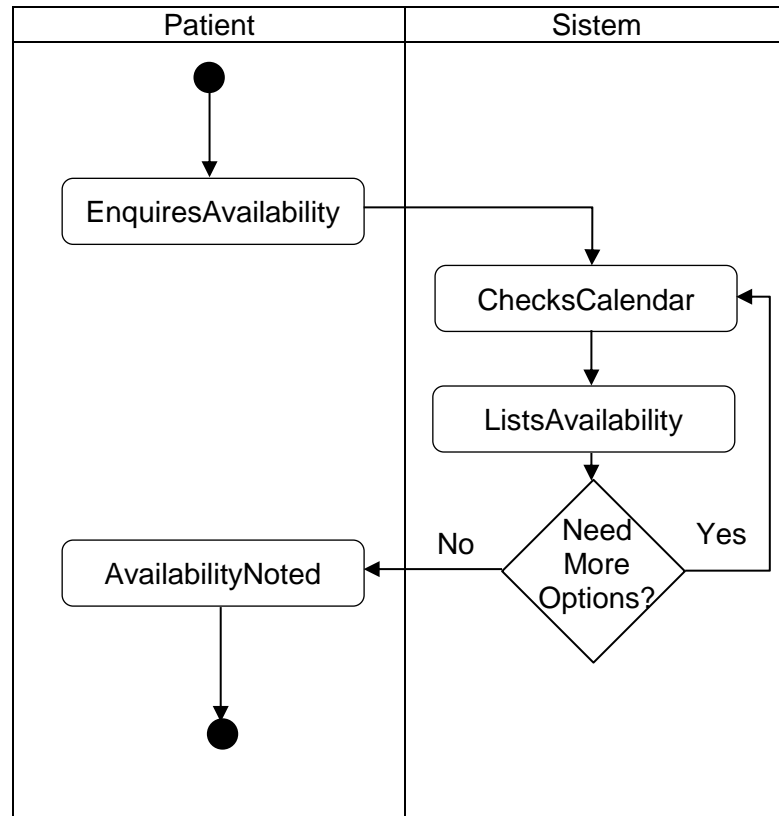 Patient
Sistem
EnquiresAvailability
ChecksCalendar
ListsAvailability
Need
More
Options?
No
Yes
AvailabilityNoted